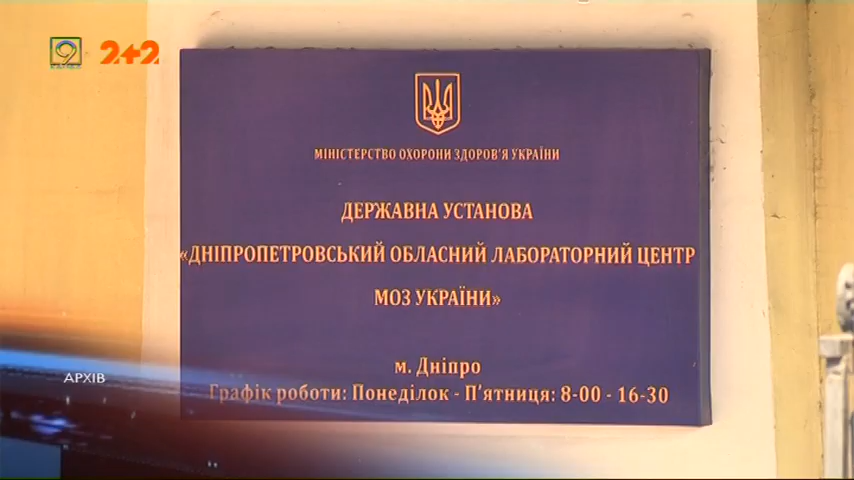 9 2+2
МІНІСТЕРСТВО ОХОРОНИ ЗДОРОВ'Я УКРАЇНИ
ДЕРЖАВНА УСТАНОВА
«ДНІПРОПЕТРОВСЬКИЙ ОБЛАСНИЙ ЛАБОРАТОРНИЙ ЦЕНТР
МОЗ УКРАЇНИ»
м. Дніпро
АРХІВ
Графік роботи: Понеділок - П'ятниця: 8-00 - 16-30